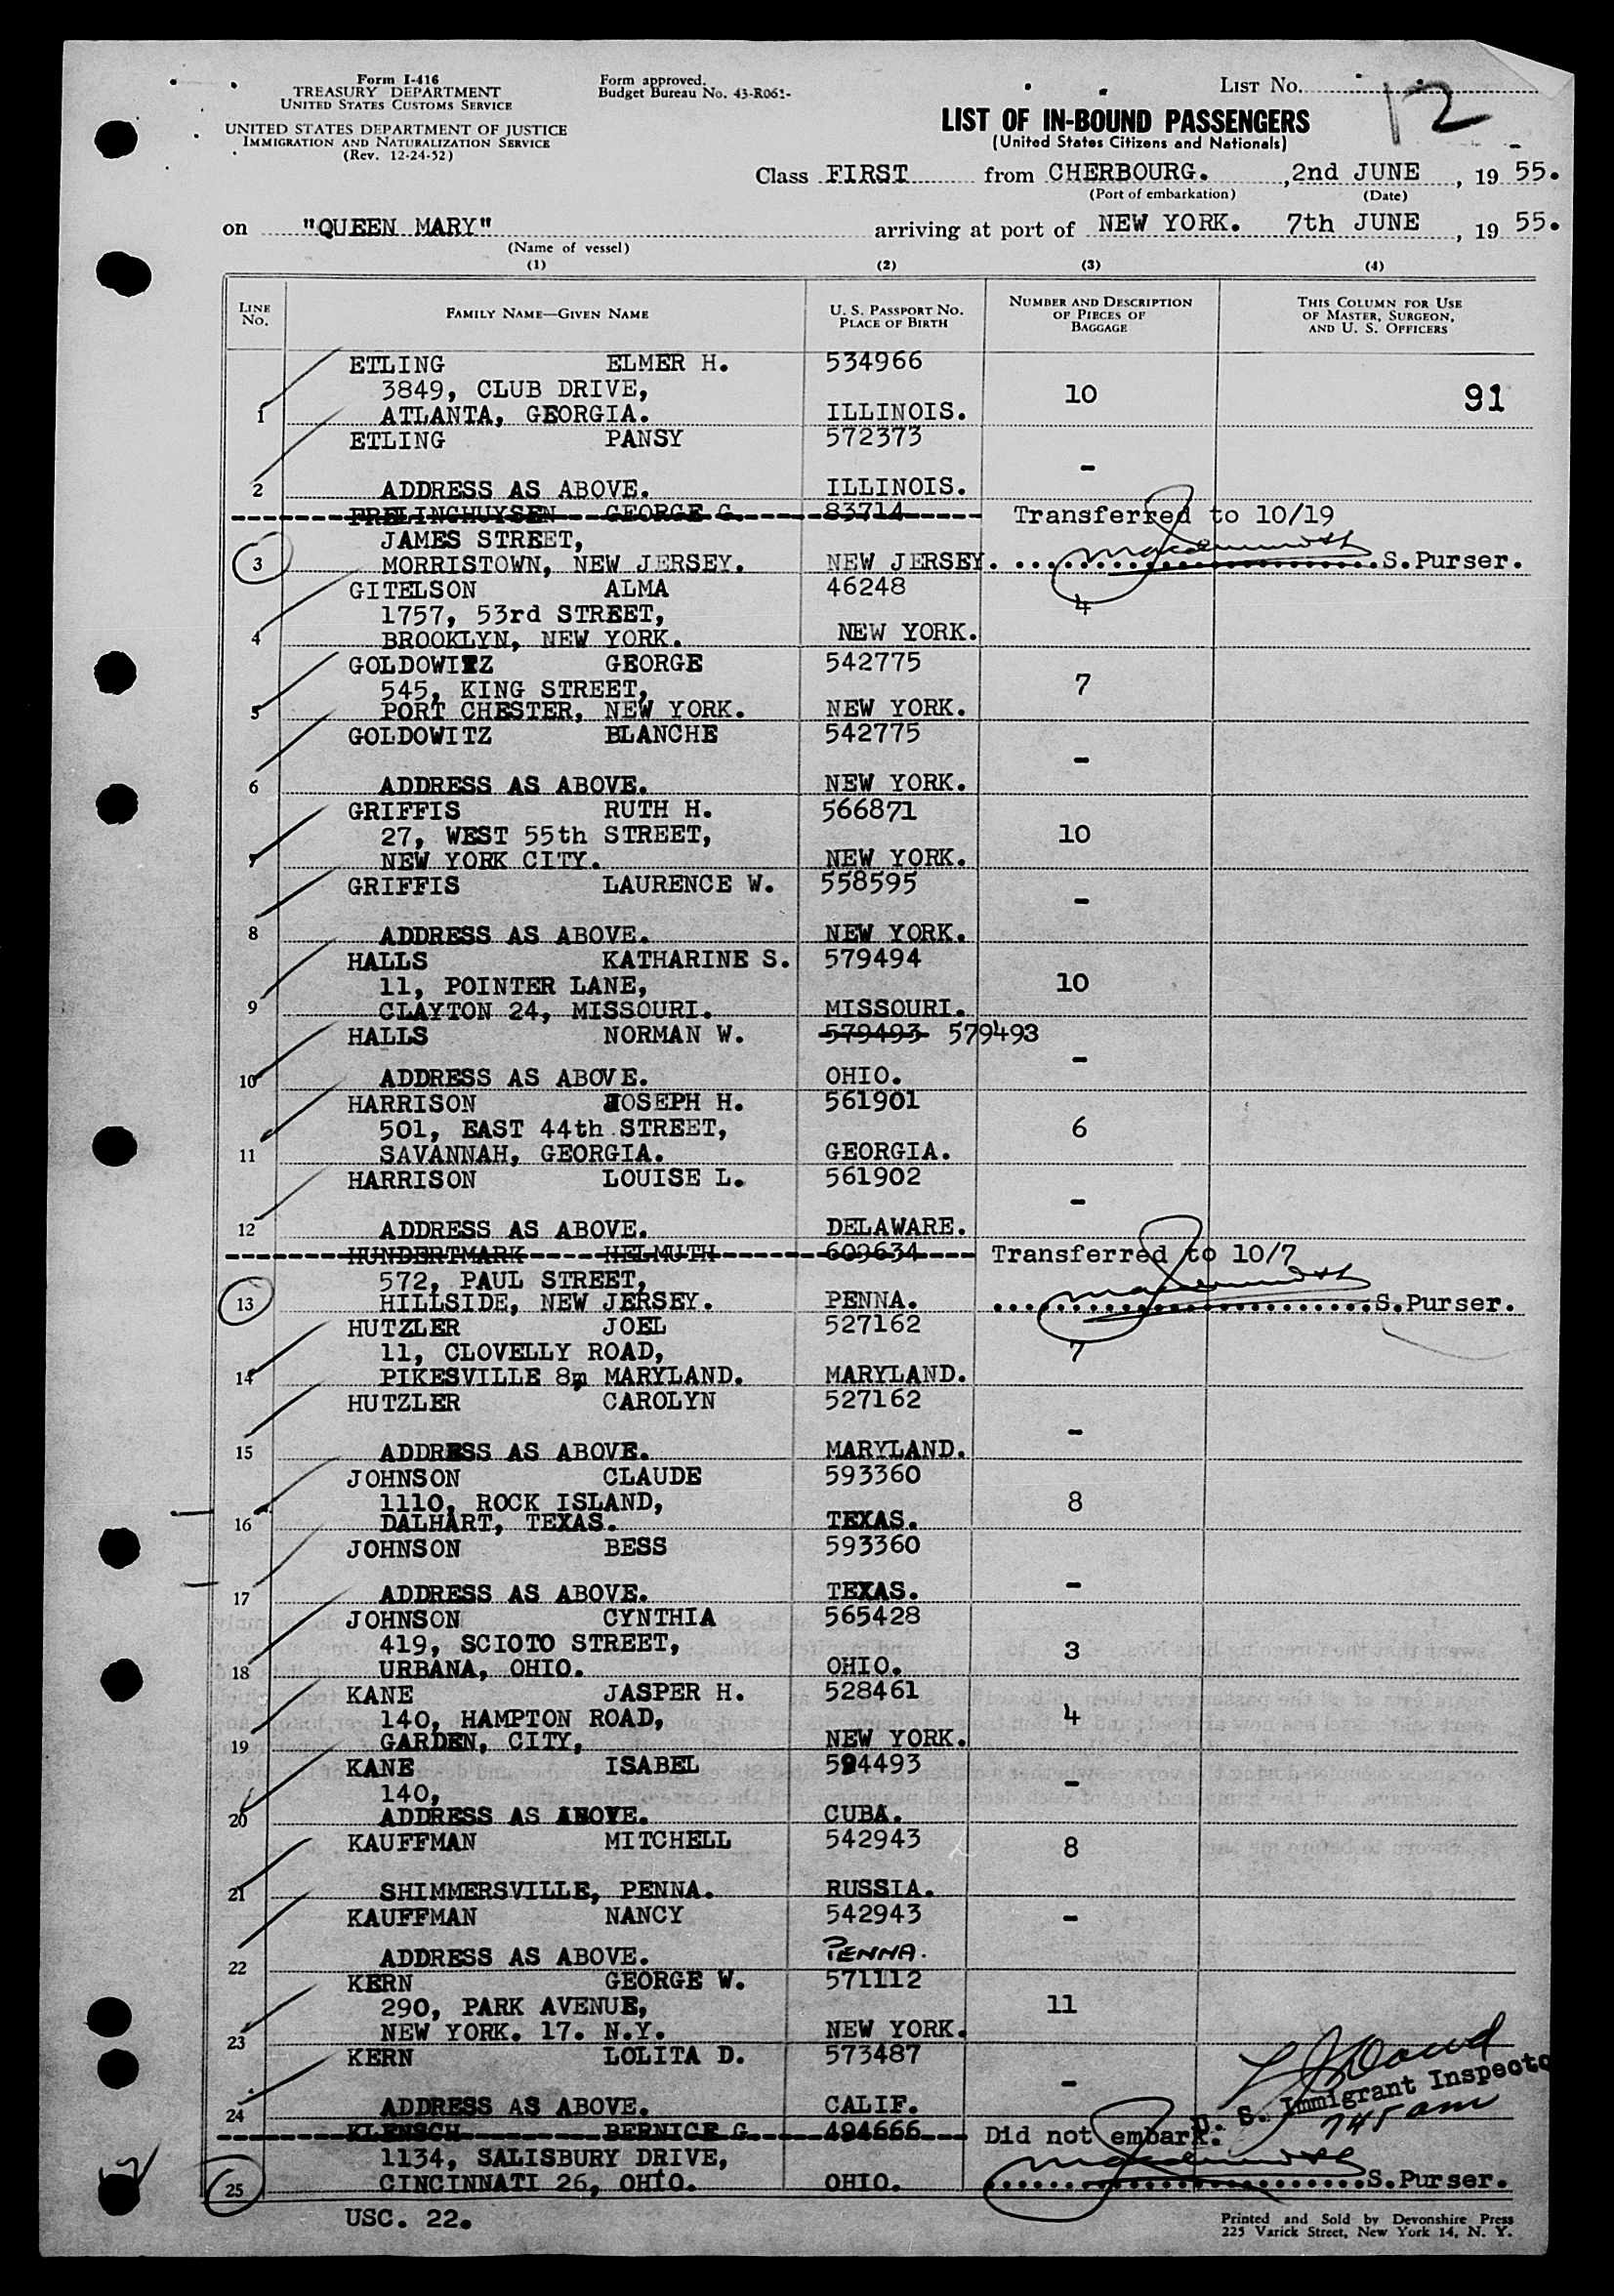 Form I-416
TREASURY DEPARTMENT
UNITED STATES CUSTOMS SERVICE
UNITED STATES DEPARTMENT OF JUSTICE
IMMIGRATION AND NATURALIZATION SERVICE
(Rev. 12-24-52)
Form approved.
Budget Bureau No. 43-R061-
LIST No. 12
LIST OF IN-BOUND PASSENGERS
(United States Citizens and Nationals)
Class FIRST from CHERBOURG. ,2nd JUNE , 19 55.
(Port of embarkation) (Date)
on "QUEEN MARY" arriving at port of NEW YORK. 7th JUNE , 19 55.
(Name of vessel)
(1) (2) (3) (4)
LINE No. FAMILY NAME—GIVEN NAME U. S. PASSPORT No. PLACE OF BIRTH NUMBER AND DESCRIPTION OF PIECES OF BAGGAGE THIS COLUMN FOR USE OF MASTER, SURGEON, AND U. S. OFFICERS
ETLING ELMER H. 534966
3849, CLUB DRIVE, 10 91
1 ATLANTA, GEORGIA. ILLINOIS.
ETLING PANSY 572373
-
2 ADDRESS AS ABOVE. ILLINOIS.
FRELINGHUYSEN GEORGE G. 83714 Transferred to 10/19
JAMES STREET,
3 MORRISTOWN, NEW JERSEY. NEW JERSEY. S.Purser.
GITELSON ALMA 46248
1757, 53rd STREET, 4
4 BROOKLYN, NEW YORK. NEW YORK.
GOLDOWITZ GEORGE 542775
545, KING STREET, 7
5 PORT CHESTER, NEW YORK. NEW YORK.
GOLDOWITZ BLANCHE 542775
-
6 ADDRESS AS ABOVE. NEW YORK.
GRIFFIS RUTH H. 566871
27, WEST 55th STREET, 10
7 NEW YORK CITY. NEW YORK.
GRIFFIS LAURENCE W. 558595
-
8 ADDRESS AS ABOVE. NEW YORK.
HALLS KATHARINE S. 579494
11, POINTER LANE, 10
9 CLAYTON 24, MISSOURI. MISSOURI.
HALLS NORMAN W. 579493 579493
-
10 ADDRESS AS ABOVE. OHIO.
HARRISON JOSEPH H. 561901
501, EAST 44th STREET, 6
11 SAVANNAH, GEORGIA. GEORGIA.
HARRISON LOUISE L. 561902
-
12 ADDRESS AS ABOVE. DELAWARE.
HUNDERTMARK HELMUTH 609634 Transferred to 10/7
572, PAUL STREET,
13 HILLSIDE, NEW JERSEY. PENNA. S.Purser.
HUTZLER JOEL 527162
11, CLOVELLY ROAD, 7
14 PIKESVILLE 8, MARYLAND. MARYLAND.
HUTZLER CAROLYN 527162
-
15 ADDRESS AS ABOVE. MARYLAND.
JOHNSON CLAUDE 593360
1110, ROCK ISLAND, 8
16 DALHART, TEXAS. TEXAS.
JOHNSON BESS 593360
-
17 ADDRESS AS ABOVE. TEXAS.
JOHNSON CYNTHIA 565428
419, SCIOTO STREET, 3
18 URBANA, OHIO. OHIO.
KANE JASPER H. 528461
140, HAMPTON ROAD, 4
19 GARDEN, CITY, NEW YORK.
KANE ISABEL 594493
140, -
20 ADDRESS AS ABOVE. CUBA.
KAUFFMAN MITCHELL 542943
8
21 SHIMMERSVILLE, PENNA. RUSSIA.
KAUFFMAN NANCY 542943
-
22 ADDRESS AS ABOVE. PENNA.
KERN GEORGE W. 571112
290, PARK AVENUE, 11
23 NEW YORK. 17. N.Y. NEW YORK.
KERN LOLITA D. 573487
- U. S. Immigrant Inspecto
24 ADDRESS AS ABOVE. CALIF. 745 am
KLENSCH BERNICE G. 494666 Did not embark.
1134, SALISBURY DRIVE,
25 CINCINNATI 26, OHIO. OHIO. S.Purser.
USC. 22.
Printed and Sold by Devonshire Press
225 Varick Street, New York 14, N. Y.